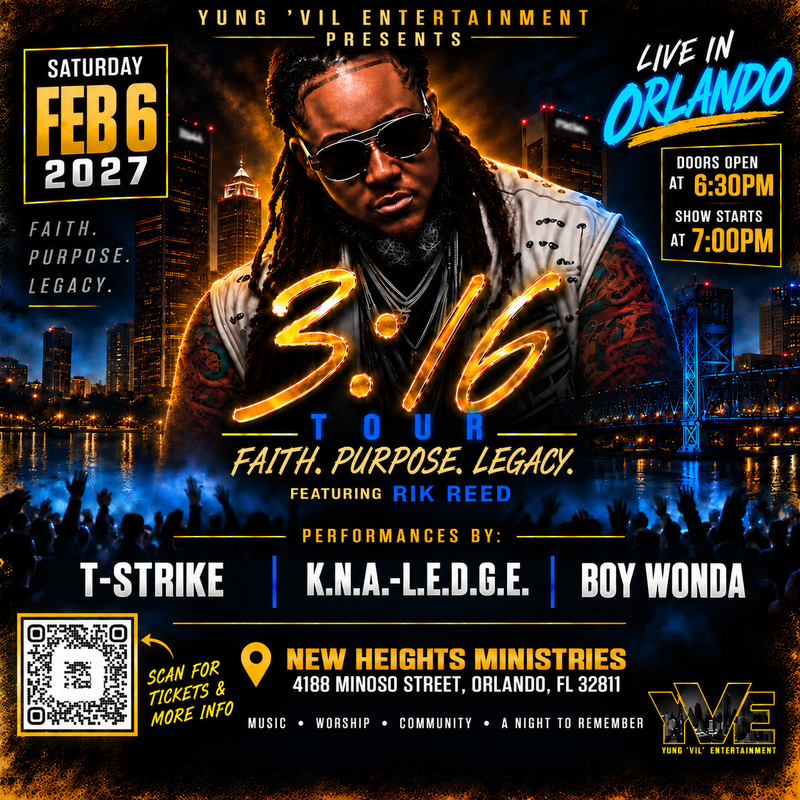 YUNG 'VIL ENTERTAINMENT
PRESENTS
SATURDAY
FEB 6
2027
LIVE IN
ORLANDO
DOORS OPEN
AT 6:30PM
SHOW STARTS
AT 7:00PM
FAITH.
PURPOSE.
LEGACY.
3:16
TOUR
FAITH. PURPOSE. LEGACY.
FEATURING RIK REED
PERFORMANCES BY:
T-STRIKE | K.N.A.-L.E.D.G.E. | BOY WONDA
SCAN FOR
TICKETS &
MORE INFO
NEW HEIGHTS MINISTRIES
4188 MINOSO STREET, ORLANDO, FL 32811
MUSIC • WORSHIP • COMMUNITY • A NIGHT TO REMEMBER
YVE
YUNG 'VIL' ENTERTAINMENT